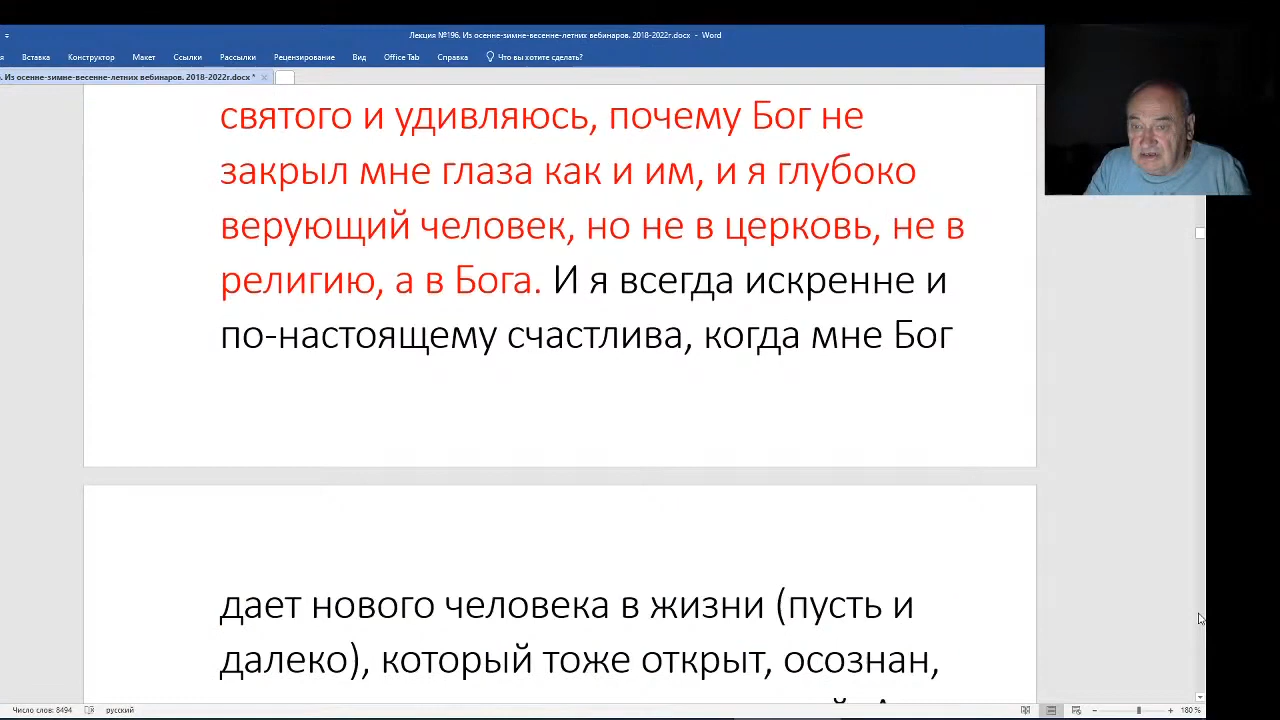 Лекция №196. Из осенне-зимне-весенне-летних вебинаров. 2018-2022г.docx - Word
Вставка Конструктор Макет Ссылки Рассылки Рецензирование Вид Office Tab Справка Что вы хотите сделать?
. Из осенне-зимне-весенне-летних вебинаров. 2018-2022г.docx *
святого и удивляюсь, почему Бог не
закрыл мне глаза как и им, и я глубоко
верующий человек, но не в церковь, не в
религию, а в Бога. И я всегда искренне и
по-настоящему счастлива, когда мне Бог
дает нового человека в жизни (пусть и
далеко), который тоже открыт, осознан,
Число слов: 8494 русский 180 %